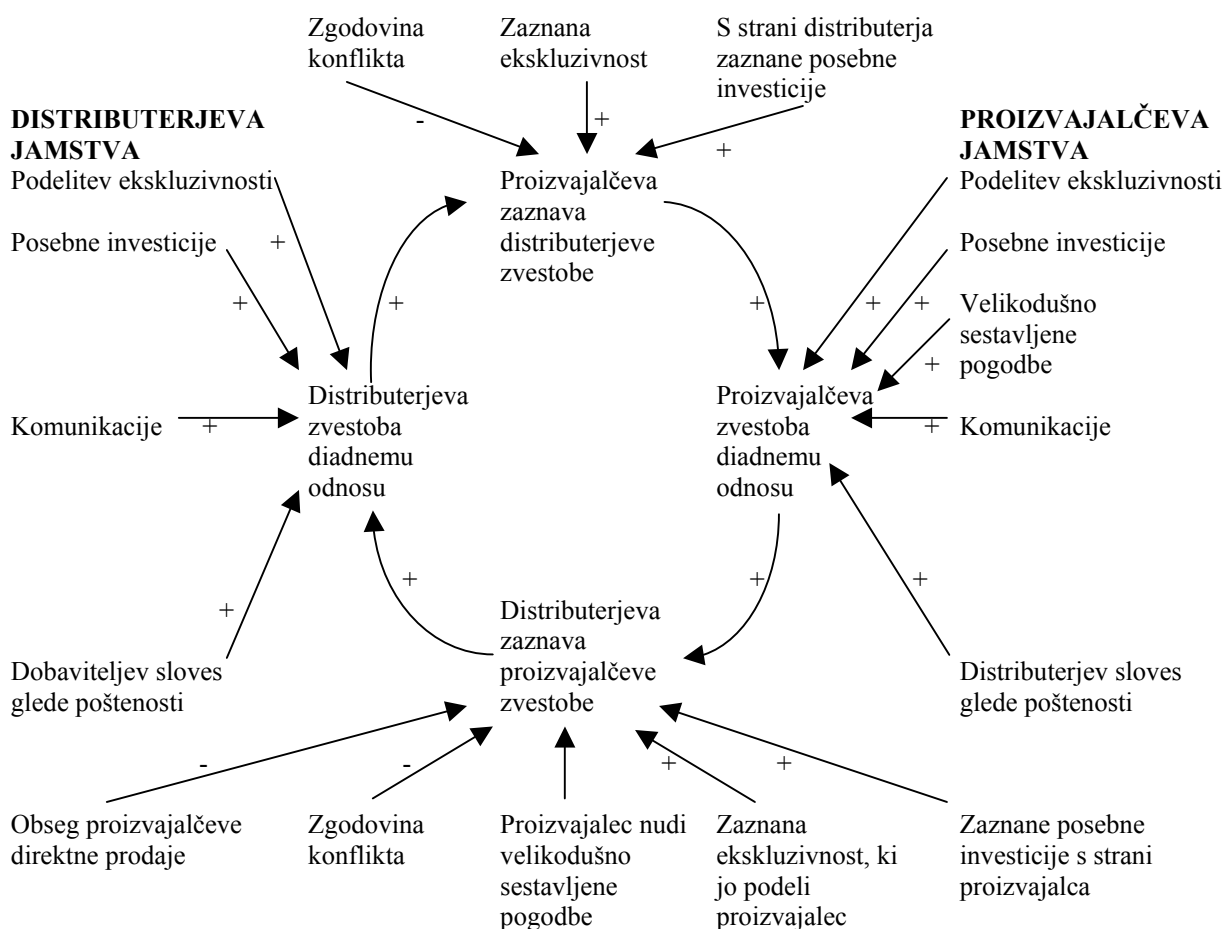 Zgodovina
konflikta
Zaznana
ekskluzivnost
S strani distributerja
zaznane posebne
investicije
DISTRIBUTERJEVA
JAMSTVA
PROIZVAJALČEVA
JAMSTVA
-
+
+
Podelitev ekskluzivnosti
Proizvajalčeva
zaznava
distributerjeve
zvestobe
Podelitev ekskluzivnosti
Posebne investicije
+
Posebne investicije
+
+
+
+
+
Velikodušno
sestavljene
pogodbe
+
Distributerjeva
zvestoba
diadnemu
odnosu
Proizvajalčeva
zvestoba
diadnemu
odnosu
Komunikacije
+
+
Komunikacije
+
+
+
+
Distributerjeva
zaznava
proizvajalčeve
zvestobe
Dobaviteljev sloves
glede poštenosti
Distributerjev sloves
glede poštenosti
-
-
+
+
Obseg proizvajalčeve
direktne prodaje
Zgodovina
konflikta
Proizvajalec nudi
velikodušno
sestavljene
pogodbe
Zaznana
ekskluzivnost, ki
jo podeli
proizvajalec
Zaznane posebne
investicije s strani
proizvajalca